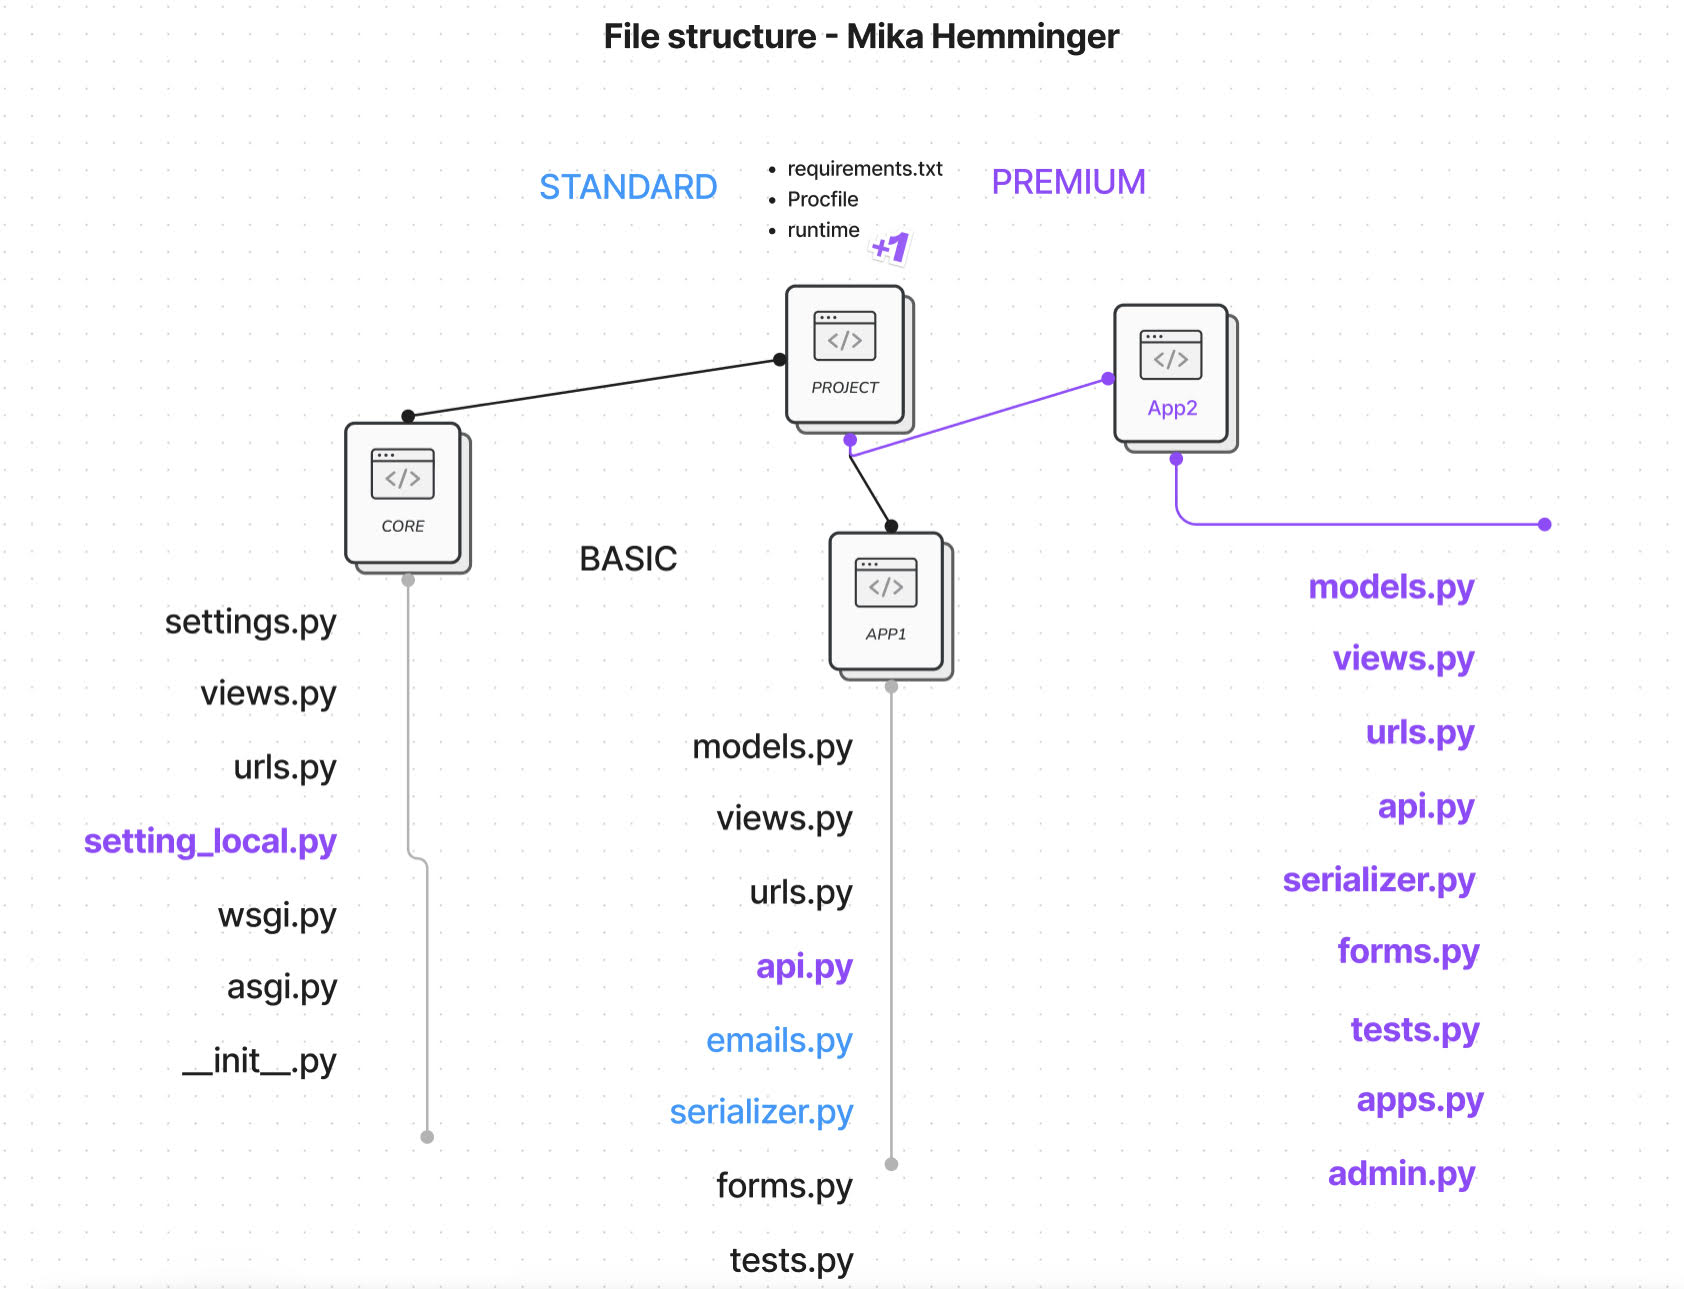 File structure - Mika Hemminger
STANDARD
• requirements.txt
• Procfile
• runtime
+1
PREMIUM
</>
PROJECT
</>
App2
</>
CORE
BASIC
</>
APP1
settings.py
views.py
urls.py
setting_local.py
wsgi.py
asgi.py
__init__.py
models.py
views.py
urls.py
api.py
emails.py
serializer.py
forms.py
tests.py
models.py
views.py
urls.py
api.py
serializer.py
forms.py
tests.py
apps.py
admin.py